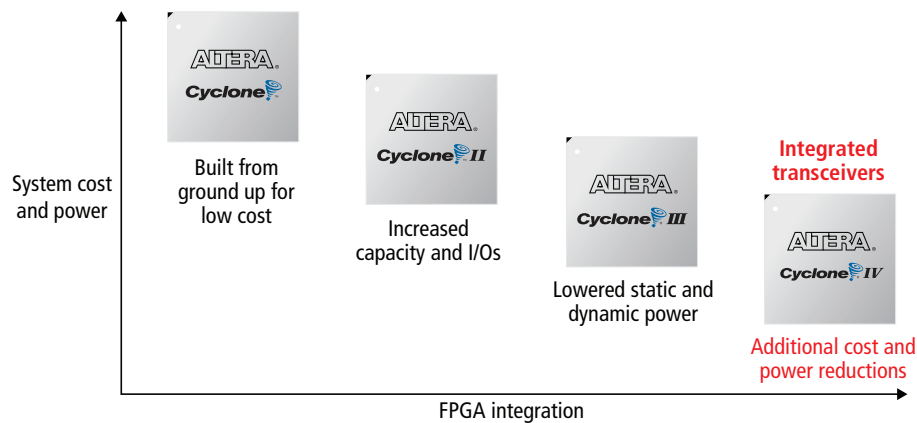 System cost
and power
ALTERA®
Cyclone™
Built from
ground up for
low cost
ALTERA®
Cyclone™ II
Increased
capacity and I/Os
ALTERA®
Cyclone® III
Lowered static and
dynamic power
Integrated
transceivers
ALTERA®
Cyclone® IV
Additional cost and
power reductions
FPGA integration